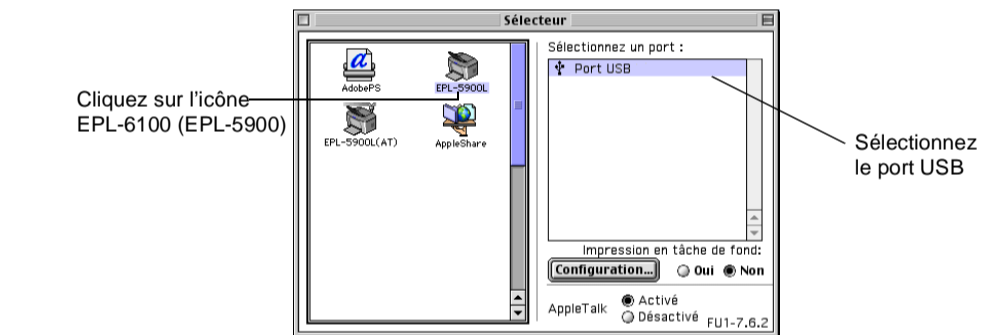 Sélecteur
Sélectionnez un port :
Port USB
AdobePS
EPL-5900L
Cliquez sur l'icône
EPL-6100 (EPL-5900)
EPL-5900L(AT)
AppleShare
Sélectionnez
le port USB
Impression en tâche de fond:
Configuration...
Oui
Non
AppleTalk
Activé
Désactivé
FU1-7.6.2